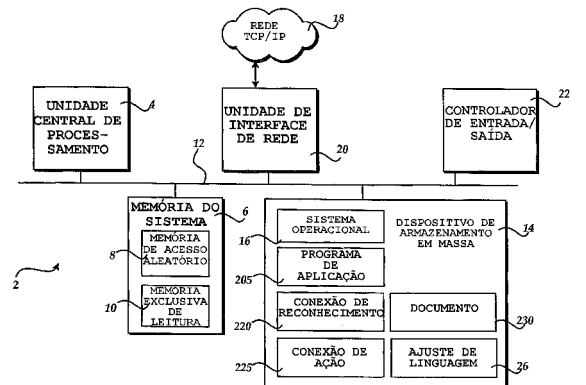 REDE
TCP/IP
18
UNIDADE
CENTRAL DE
PROCES-
SAMENTO
4
UNIDADE DE
INTERFACE
DE REDE
20
CONTROLADOR
DE ENTRADA/
SAÍDA
22
12
MEMÓRIA DO
SISTEMA
6
MEMÓRIA
DE ACESSO
ALEATÓRIO
8
MEMÓRIA
EXCLUSIVA
DE
LEITURA
10
2
SISTEMA
OPERACIONAL
16
DISPOSITIVO DE
ARMAZENAMENTO
EM MASSA
14
PROGRAMA
DE
APLICAÇÃO
205
CONEXÃO DE
RECONHECIMENTO
220
DOCUMENTO
230
CONEXÃO DE
AÇÃO
225
AJUSTE DE
LINGUAGEM
26